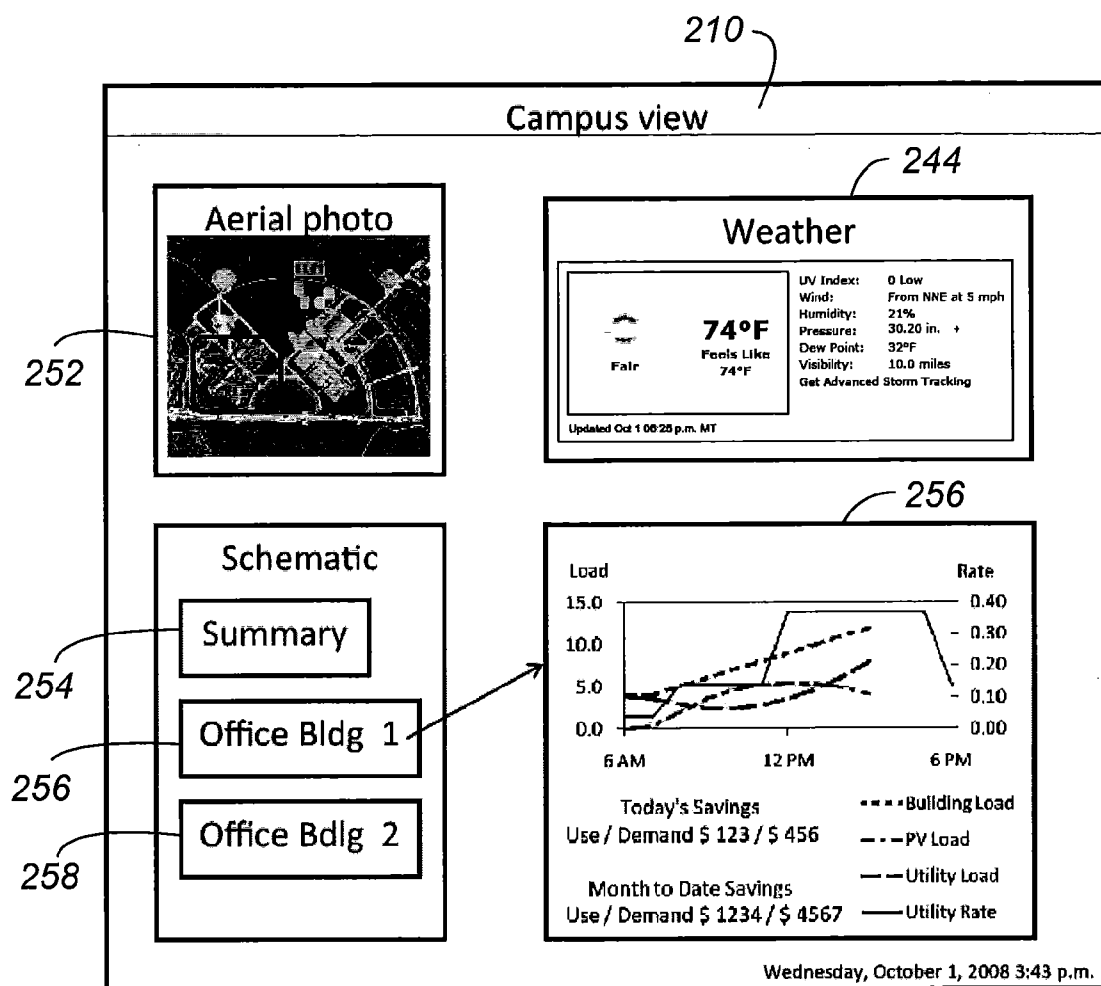 210
Campus view
244
Aerial photo
252
Weather
Fair
74°F
Feels Like
74°F
UV Index: 0 Low
Wind: From NNE at 5 mph
Humidity: 21%
Pressure: 30.20 in. +
Dew Point: 32°F
Visibility: 10.0 miles
Get Advanced Storm Tracking
Updated Oct 1 06:25 p.m. MT
Schematic
Summary
254
Office Bldg 1
256
Office Bdlg 2
258
256
Load
Rate
15.0
10.0
5.0
0.0
0.40
0.30
0.20
0.10
0.00
6 AM
12 PM
6 PM
Today's Savings
Use / Demand $ 123 / $ 456
Month to Date Savings
Use / Demand $ 1234 / $ 4567
Building Load
PV Load
Utility Load
Utility Rate
Wednesday, October 1, 2008 3:43 p.m.